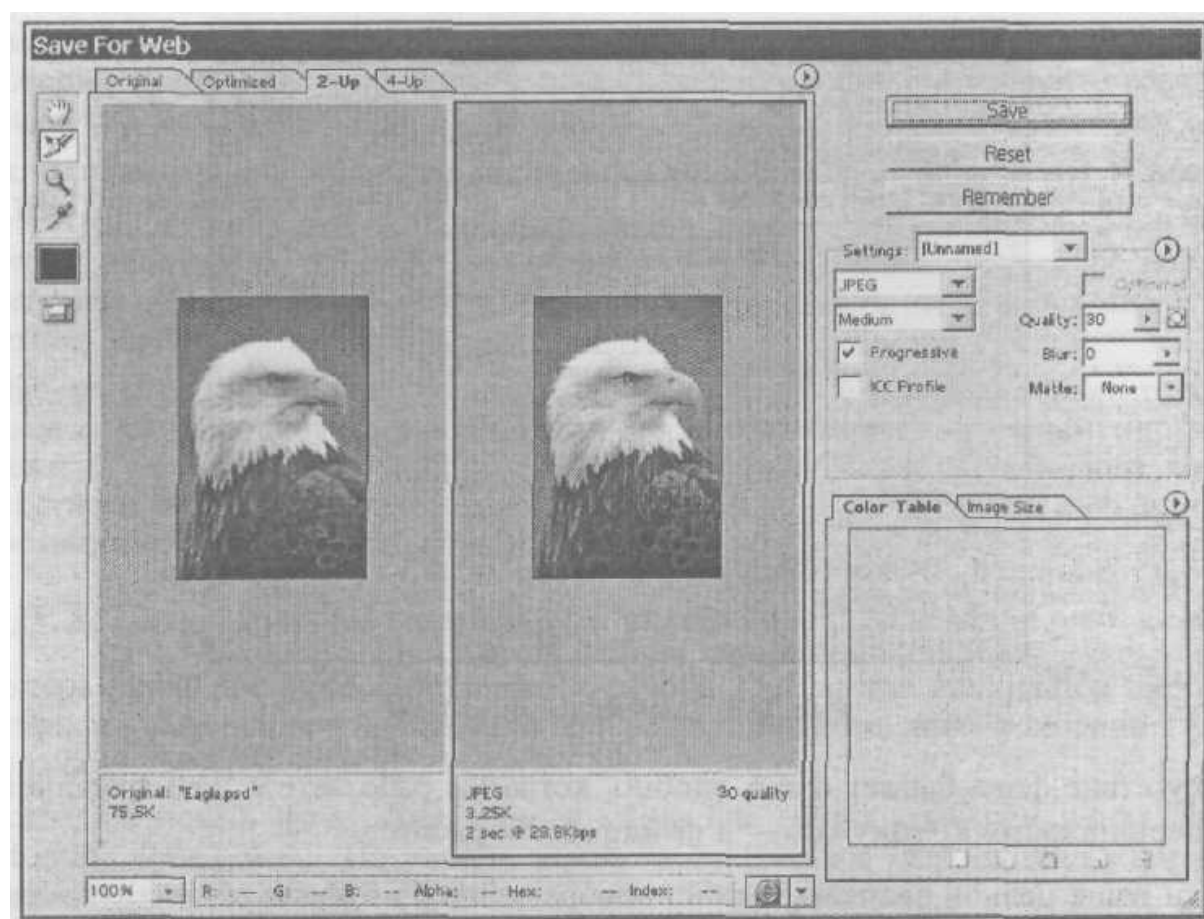 Save For Web
Original Optimized 2-Up 4-Up
Save
Reset
Remember
Settings: [Unnamed]
JPEG Optimized
Medium Quality: 30
Progressive Blur: 0
ICC Profile Matte: None
Color Table Image Size
Original: "Eagle.psd"
75,5K
JPEG 30 quality
3,25K
2 sec @ 28,8Kbps
100% R: -- G: -- B: -- Alpha: -- Hex: -- Index: --